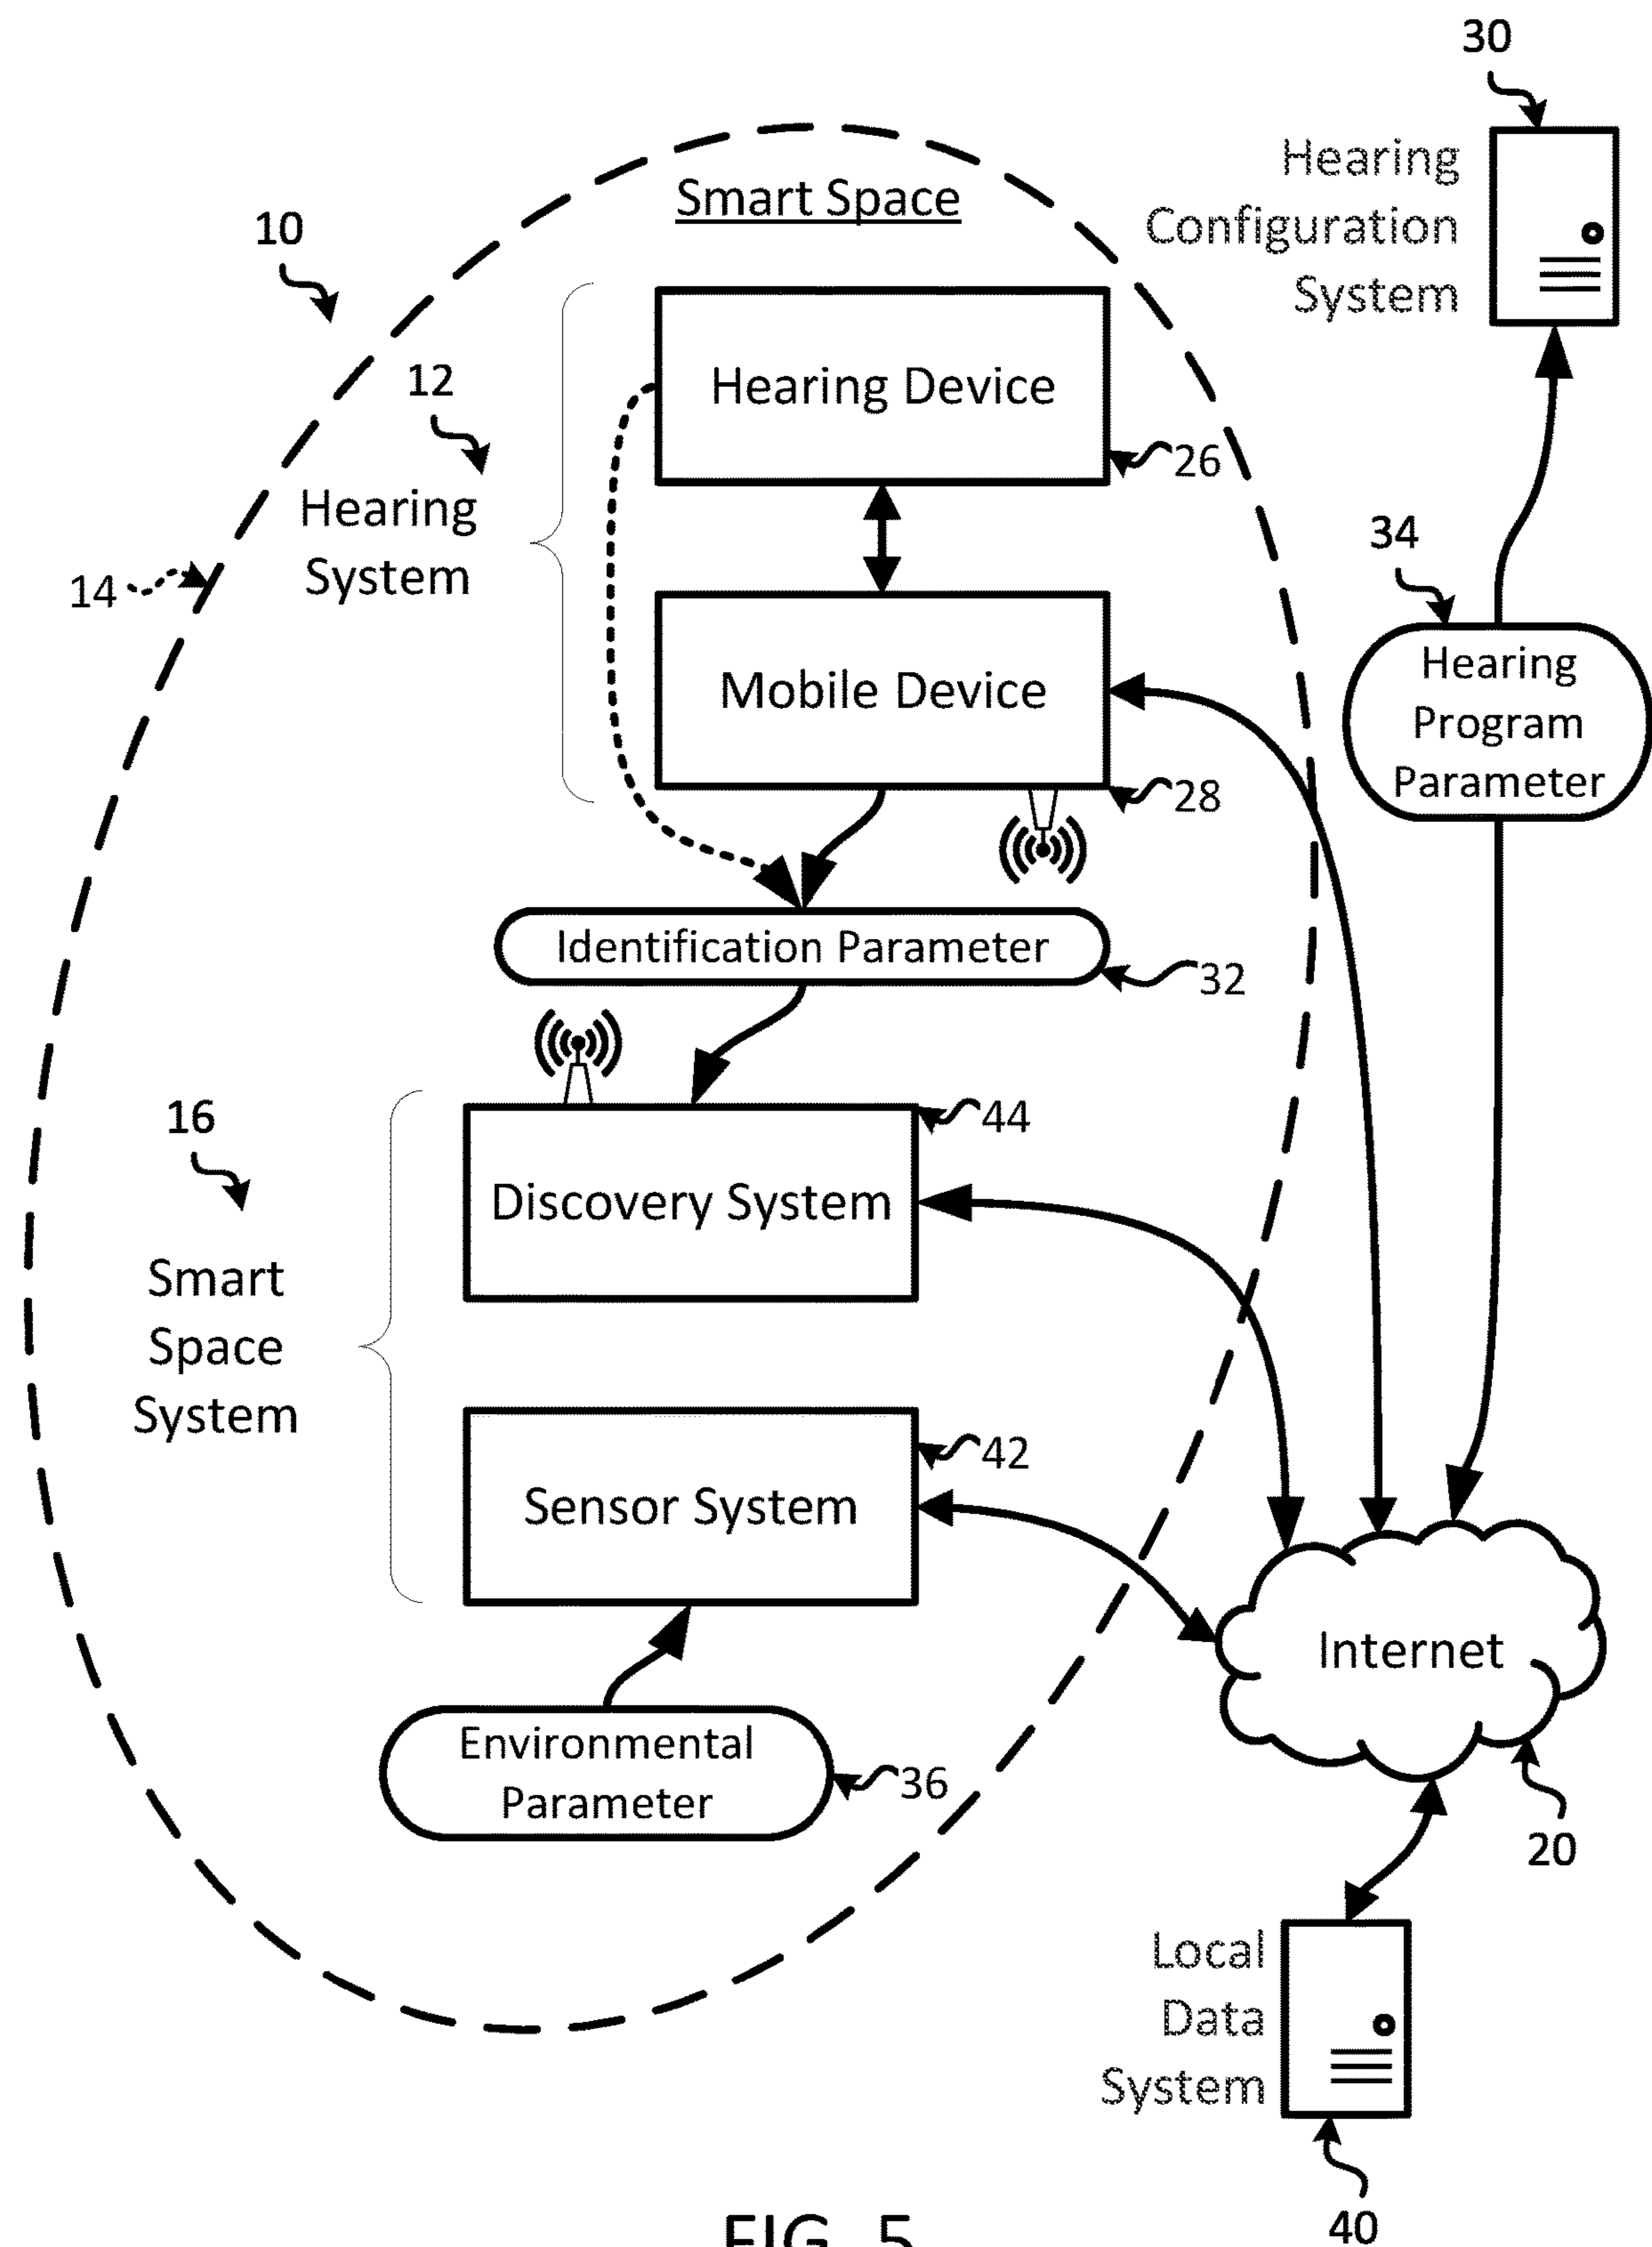 30
Hearing
Configuration
System
Smart Space
10
12
Hearing Device
26
Hearing
System
14
34
Mobile Device
Hearing
Program
Parameter
28
Identification Parameter
32
16
44
Discovery System
Smart
Space
System
42
Sensor System
Internet
Environmental
Parameter
36
20
Local
Data
System
40
FIG. 5